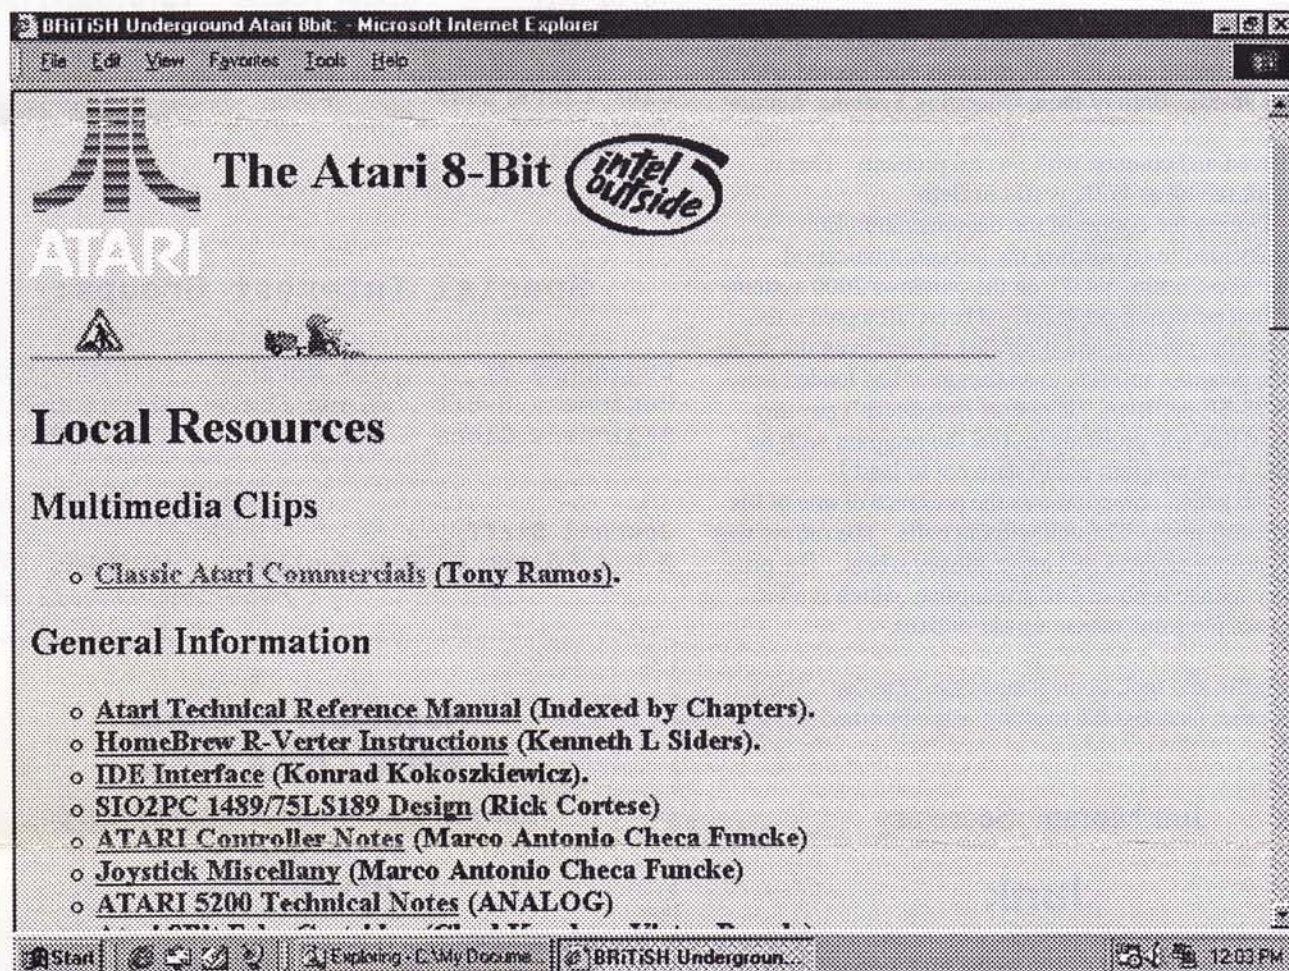 BRiTiSH Underground Atari 8bit: - Microsoft Internet Explorer
File Edit View Favorites Tools Help
ATARI
The Atari 8-Bit
intel outside
Local Resources
Multimedia Clips
Classic Atari Commercials (Tony Ramos).
General Information
Atari Technical Reference Manual (Indexed by Chapters).
HomeBrew R-Verter Instructions (Kenneth L Siders).
IDE Interface (Konrad Kokoszkiewicz).
SIO2PC 1489/75LS189 Design (Rick Cortese)
ATARI Controller Notes (Marco Antonio Checa Funcke)
Joystick Miscellany (Marco Antonio Checa Funcke)
ATARI 5200 Technical Notes (ANALOG)
Start Exploring - C:\My Docume... BRiTiSH Undergroun... 12:03 PM